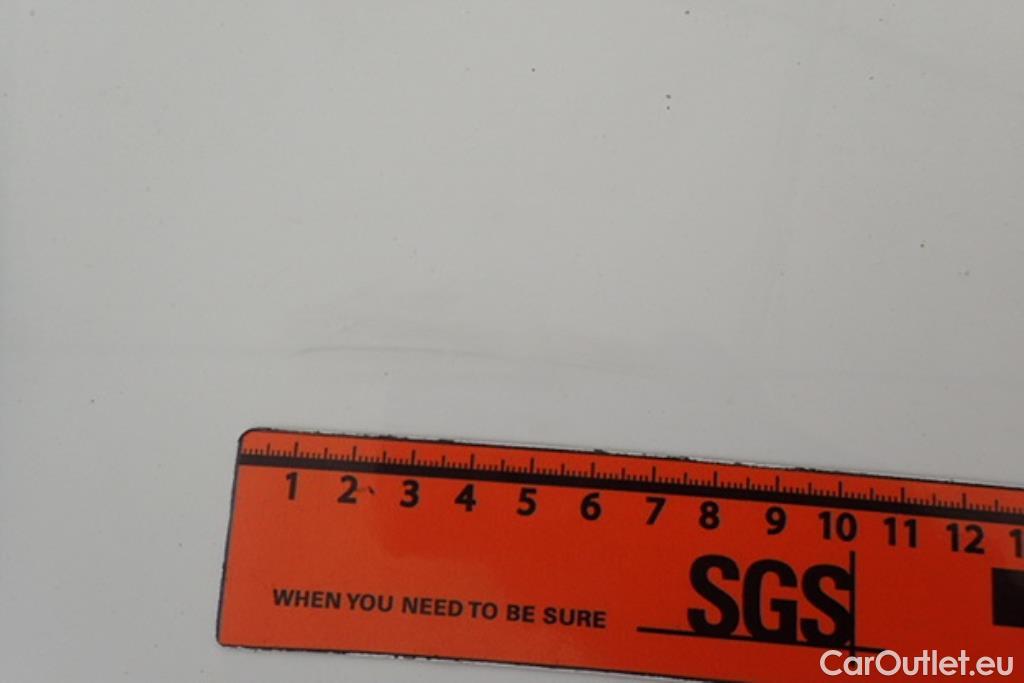 1 2 3 4 5 6 7 8 9 10 11 12 1
WHEN YOU NEED TO BE SURE
SGS
CarOutlet.eu